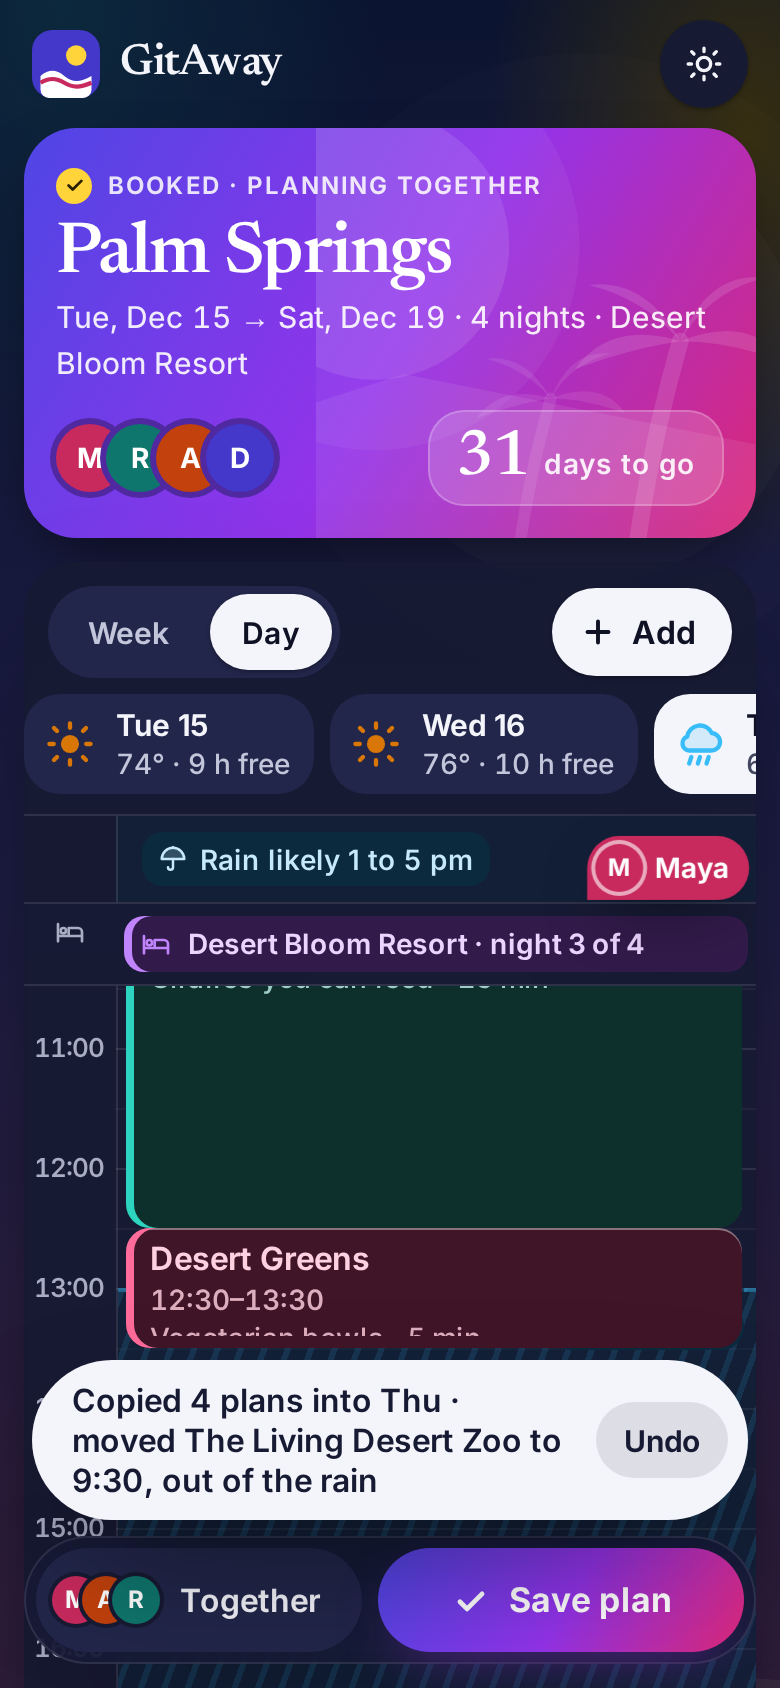 GitAway
BOOKED · PLANNING TOGETHER
Palm Springs
Tue, Dec 15 → Sat, Dec 19 · 4 nights · Desert
Bloom Resort
M R A D
31 days to go
Week Day + Add
Tue 15
74° · 9 h free
Wed 16
76° · 10 h free
Rain likely 1 to 5 pm
M Maya
Desert Bloom Resort · night 3 of 4
11:00
12:00
Desert Greens
12:30–13:30
Vegetarian bowls · 5 min
13:00
Copied 4 plans into Thu ·
moved The Living Desert Zoo to
9:30, out of the rain
Undo
15:00
M A R Together
Save plan